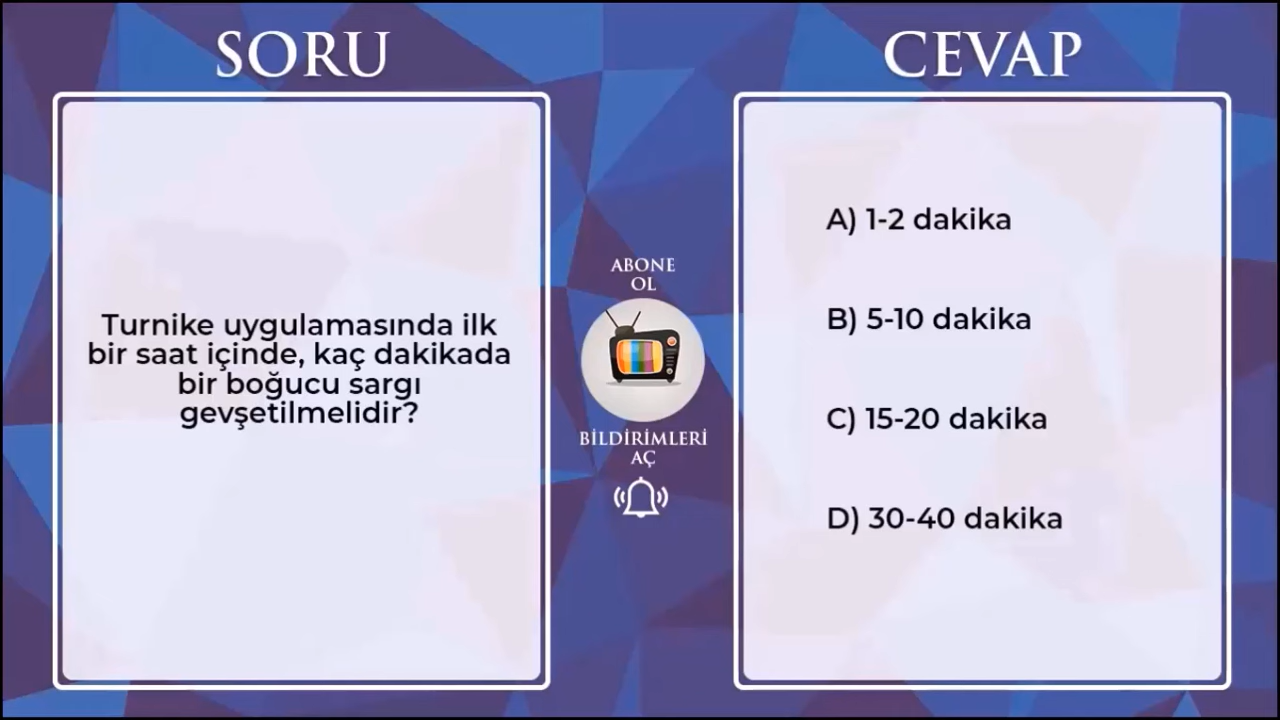 SORU
Turnike uygulamasında ilk
bir saat içinde, kaç dakikada
bir boğucu sargı
gevşetilmelidir?
ABONE
OL
BİLDİRİMLERİ
AÇ
CEVAP
A) 1-2 dakika
B) 5-10 dakika
C) 15-20 dakika
D) 30-40 dakika